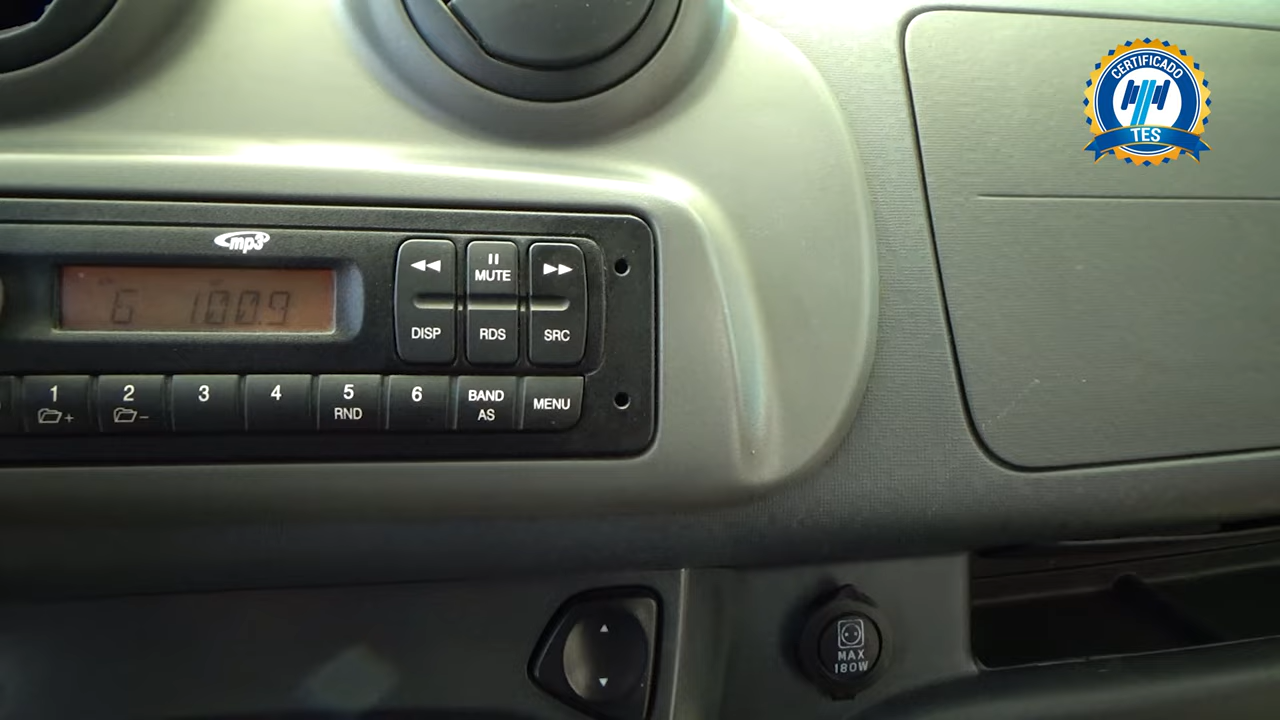 CERTIFICADO
TES
mp3
6 100.9
MUTE
DISP
RDS
SRC
1
2
3
4
5
6
BAND
MENU
+
-
RND
AS
MAX
180W